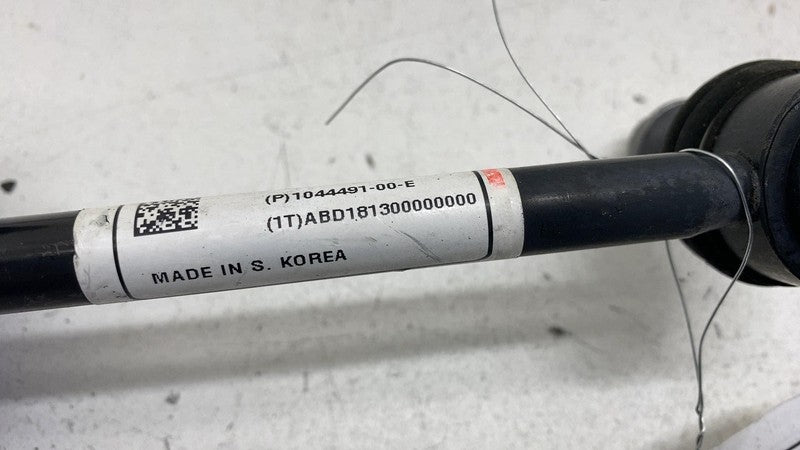 (P)1044491-00-E
(1T)ABD181300000000
MADE IN S. KOREA